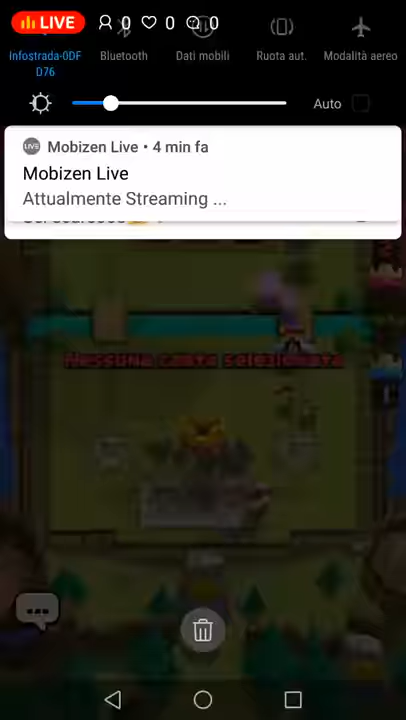 LIVE 0 0 0
Infostrada-0DF
D76
Bluetooth
Dati mobili
Ruota aut.
Modalità aereo
Auto
LIVE Mobizen Live • 4 min fa
Mobizen Live
Attualmente Streaming ...
Nessuna carta selezionata